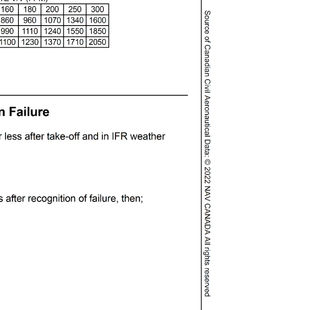 160 180 200 250 300
860 960 1070 1340 1600
990 1110 1240 1550 1850
1100 1230 1370 1710 2050
n Failure
r less after take-off and in IFR weather
s after recognition of failure, then;
Source of Canadian Civil Aeronautical Data: © 2022 NAV CANADA All rights reserved